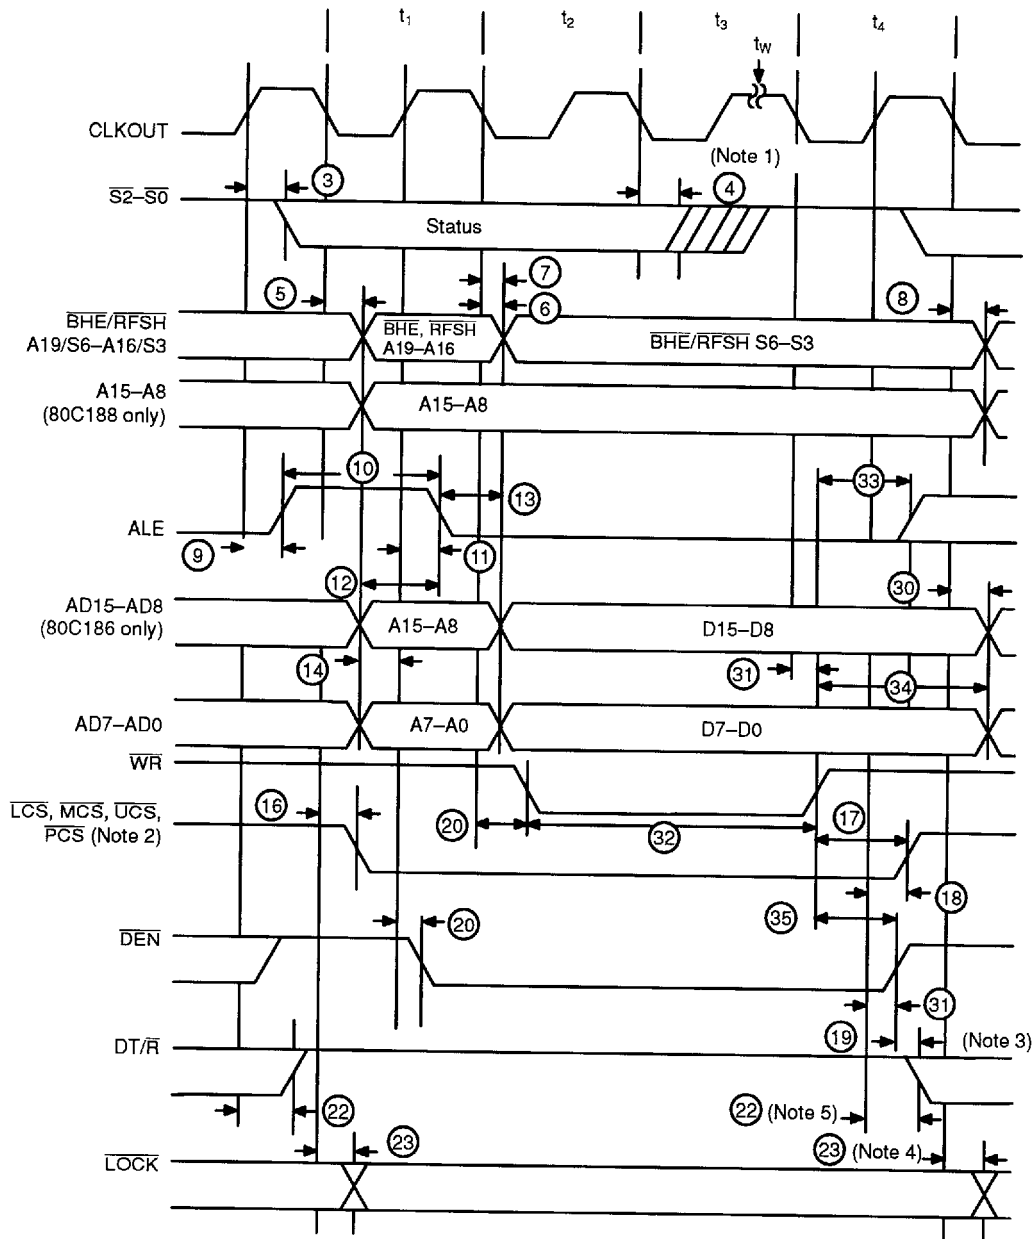 t1 t2 t3 t4
tW
CLKOUT
(Note 1)
3 4
S2–S0
Status
7
5 6 8
BHE/RFSH
A19/S6–A16/S3
BHE, RFSH
A19–A16
BHE/RFSH S6–S3
A15–A8
(80C188 only)
A15–A8
10 13 33
ALE
9 11
12 30
AD15–AD8
(80C186 only)
A15–A8
D15–D8
14 31
34
AD7–AD0
A7–A0
D7–D0
WR
LCS, MCS, UCS,
PCS (Note 2)
16 20 32 17
18
20 35
DEN
31
19 (Note 3)
DT/R
22 22 (Note 5)
23 23 (Note 4)
LOCK